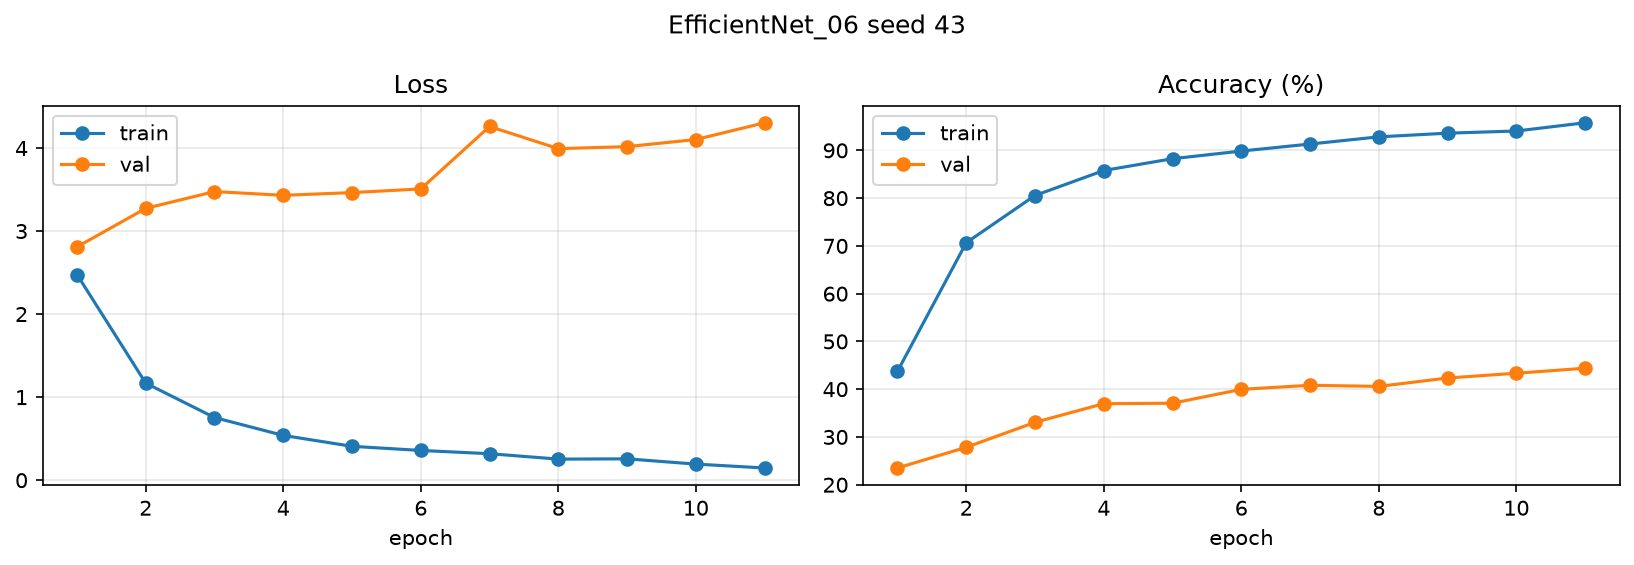 EfficientNet_06 seed 43
Loss
train
val
4
3
2
1
0
2 4 6 8 10
epoch
Accuracy (%)
train
val
90
80
70
60
50
40
30
20
2 4 6 8 10
epoch